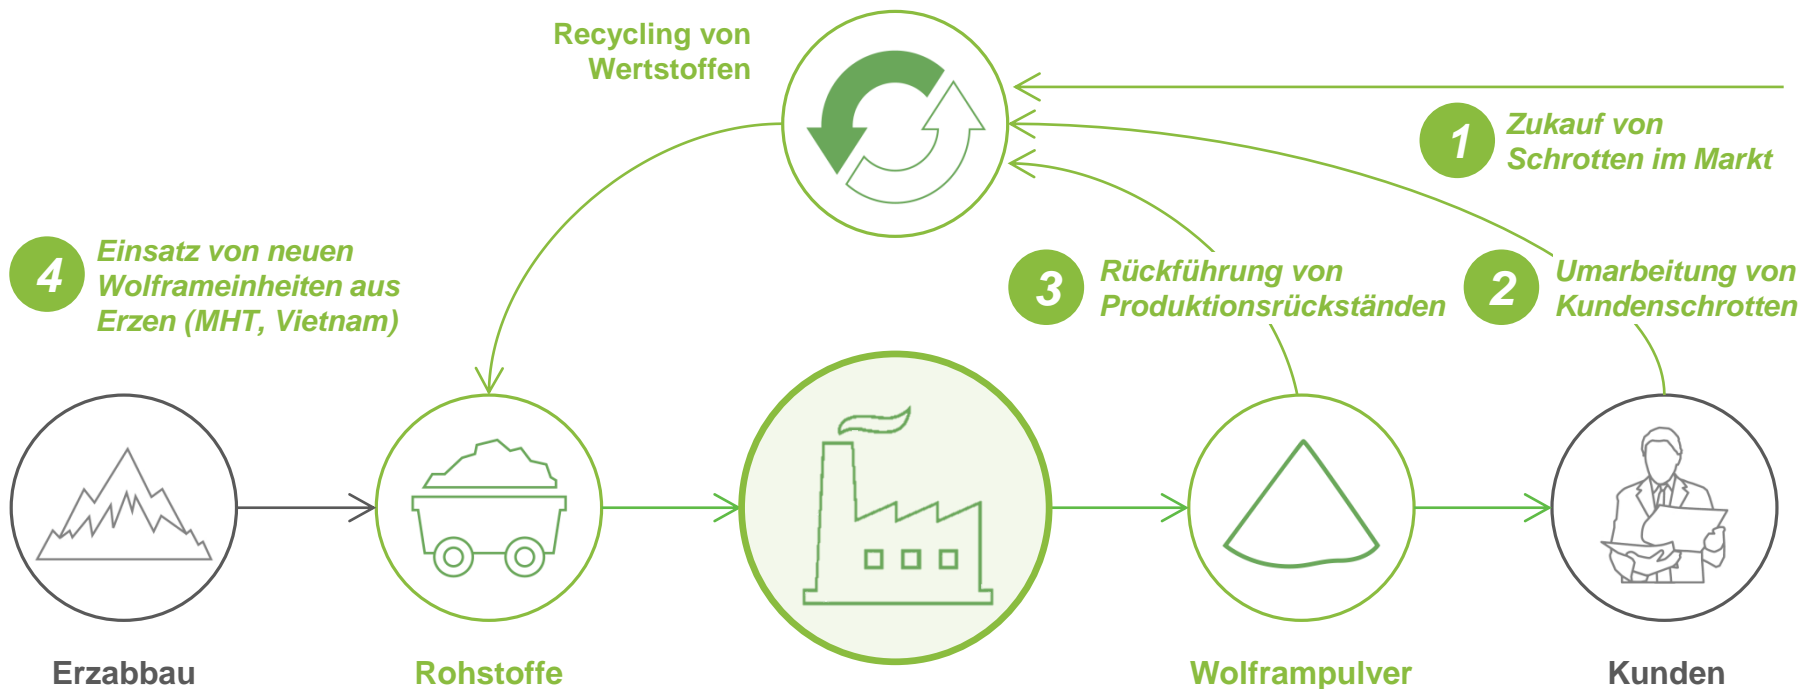 Recycling von
Wertstoffen
1
Zukauf von
Schrotten im Markt
4
Einsatz von neuen
Wolframeinheiten aus
Erzen (MHT, Vietnam)
3
Rückführung von
Produktionsrückständen
2
Umarbeitung von
Kundenschrotten
Erzabbau
Rohstoffe
Wolframpulver
Kunden